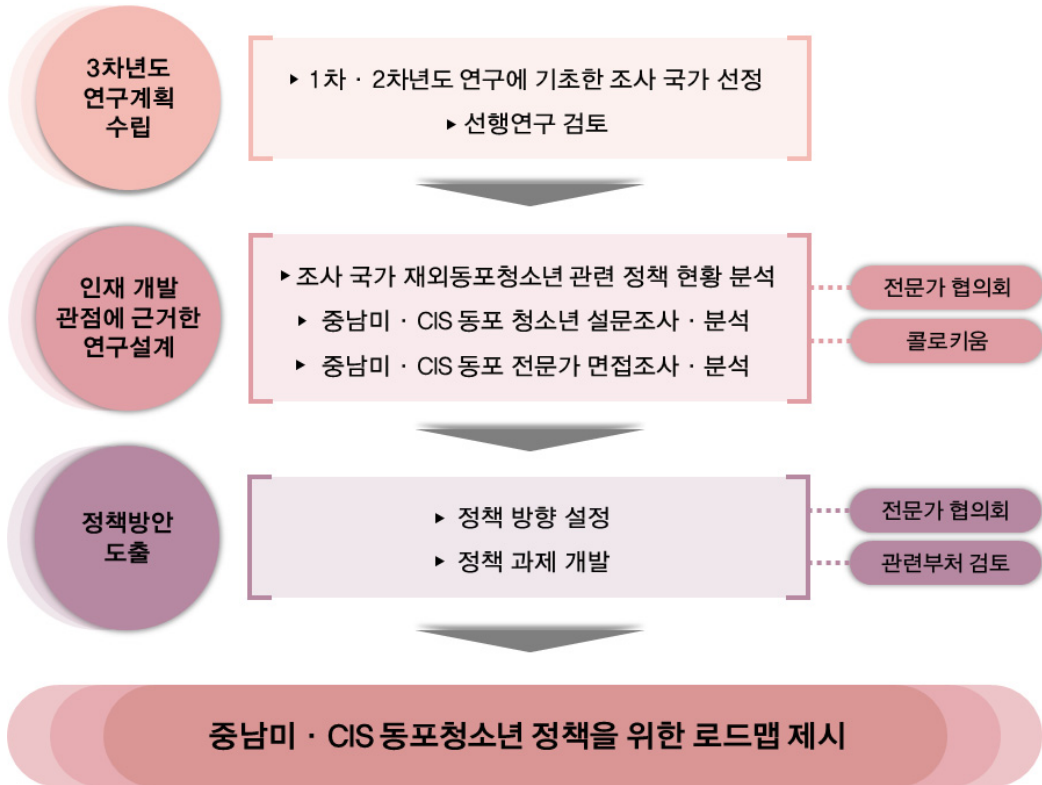 3차년도
연구계획
수립
▸ 1차 · 2차년도 연구에 기초한 조사 국가 선정
▸ 선행연구 검토
인재 개발
관점에 근거한
연구설계
▸ 조사 국가 재외동포청소년 관련 정책 현황 분석
▸ 중남미 · CIS 동포 청소년 설문조사 · 분석
▸ 중남미 · CIS 동포 전문가 면접조사 · 분석
전문가 협의회
콜로키움
정책방안
도출
▸ 정책 방향 설정
▸ 정책 과제 개발
전문가 협의회
관련부처 검토
중남미 · CIS 동포청소년 정책을 위한 로드맵 제시